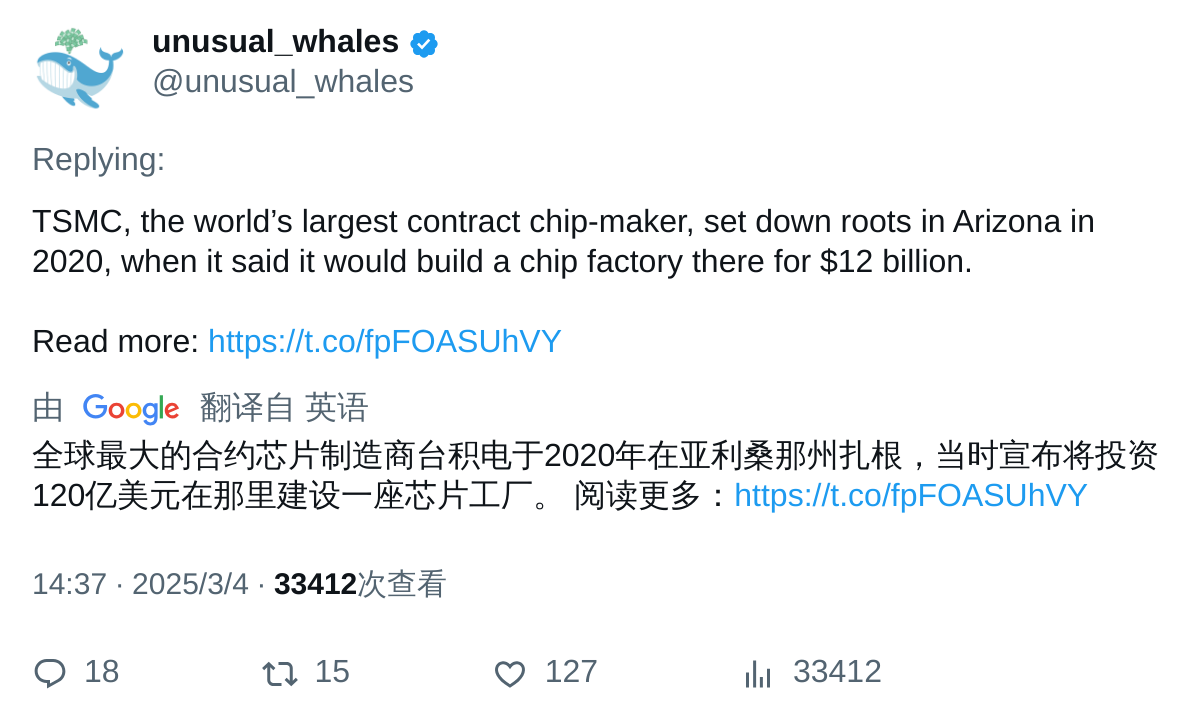 unusual_whales
@unusual_whales
Replying:
TSMC, the world’s largest contract chip-maker, set down roots in Arizona in
2020, when it said it would build a chip factory there for $12 billion.
Read more: https://t.co/fpFOASUhVY
由 Google 翻译自 英语
全球最大的合约芯片制造商台积电于2020年在亚利桑那州扎根，当时宣布将投资
120亿美元在那里建设一座芯片工厂。 阅读更多：https://t.co/fpFOASUhVY
14:37 · 2025/3/4 · 33412次查看
18 15 127 33412